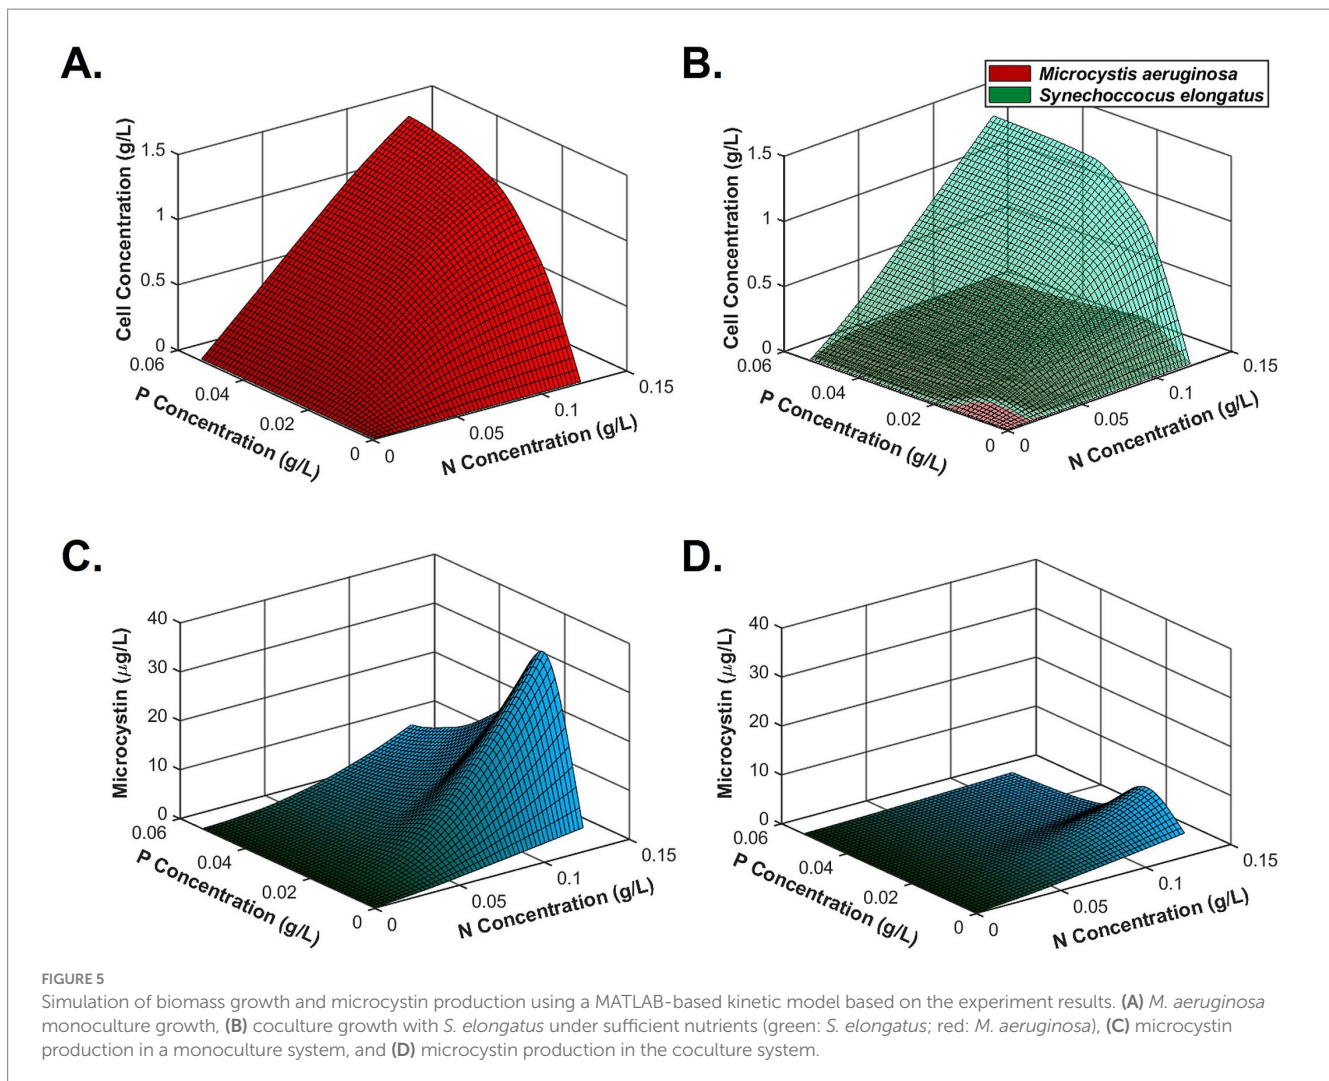 A.
Cell Concentration (g/L)
1.5
1
0.5
0
0.06
0.04
0.02
0
P Concentration (g/L)
0
0.05
0.1
0.15
N Concentration (g/L)
B.
Microcystis aeruginosa
Synechoccocus elongatus
Cell Concentration (g/L)
1.5
1
0.5
0
0.06
0.04
0.02
0
P Concentration (g/L)
0
0.05
0.1
0.15
N Concentration (g/L)
C.
Microcystin (μg/L)
40
30
20
10
0
0.06
0.04
0.02
0
P Concentration (g/L)
0
0.05
0.1
0.15
N Concentration (g/L)
D.
Microcystin (μg/L)
40
30
20
10
0
0.06
0.04
0.02
0
P Concentration (g/L)
0
0.05
0.1
0.15
N Concentration (g/L)
FIGURE 5
Simulation of biomass growth and microcystin production using a MATLAB-based kinetic model based on the experiment results. (A) M. aeruginosa
monoculture growth, (B) coculture growth with S. elongatus under sufficient nutrients (green: S. elongatus; red: M. aeruginosa), (C) microcystin
production in a monoculture system, and (D) microcystin production in the coculture system.